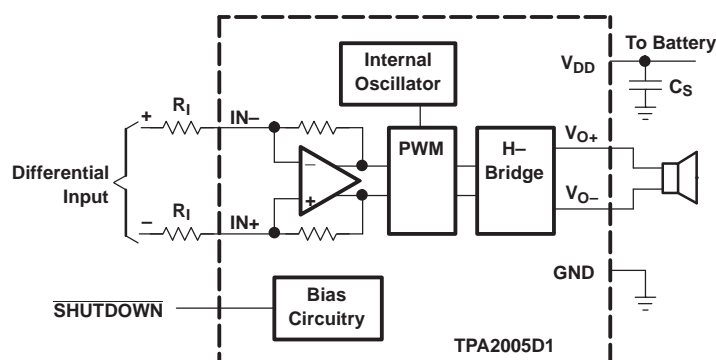 To Battery
Internal
Oscillator
VDD
CS
+
RI
IN–
–
PWM
H–
Bridge
VO+
Differential
Input
VO–
+
–
RI
IN+
GND
SHUTDOWN
Bias
Circuitry
TPA2005D1